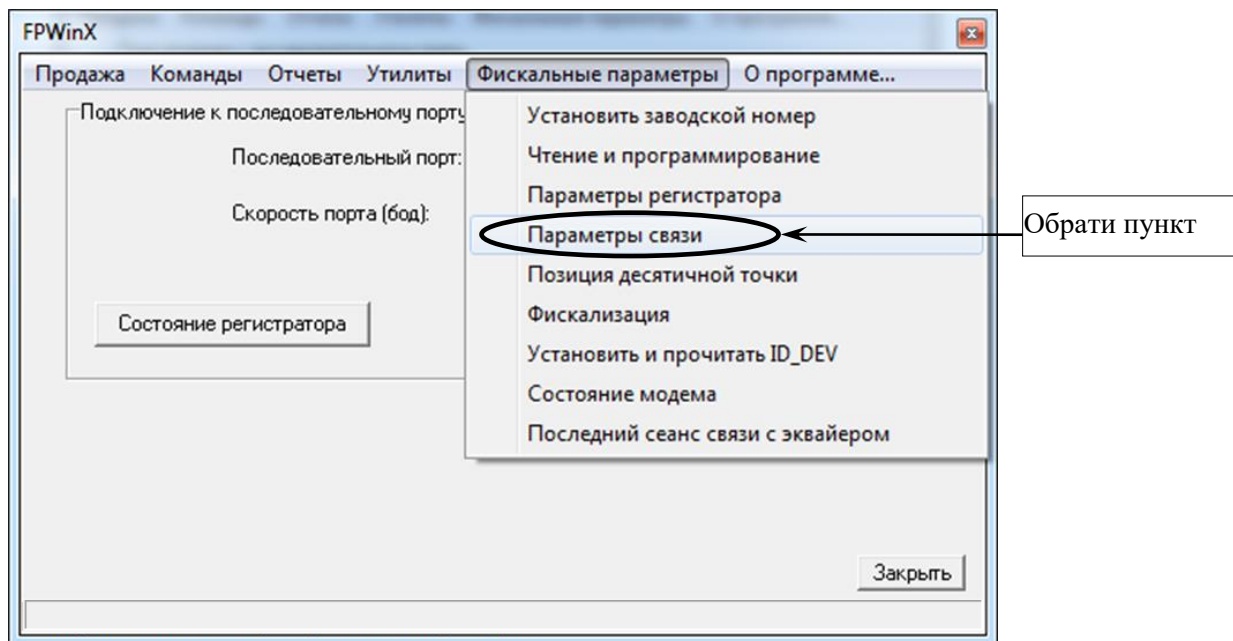 FPWinX
Продажа Команды Отчеты Утилиты Фискальные параметры О программе...
Подключение к последовательному порту
Последовательный порт:
Скорость порта (бод):
Состояние регистратора
Установить заводской номер
Чтение и программирование
Параметры регистратора
Параметры связи
Позиция десятичной точки
Фискализация
Установить и прочитать ID_DEV
Состояние модема
Последний сеанс связи с эквайером
Обрати пункт
Закрыть